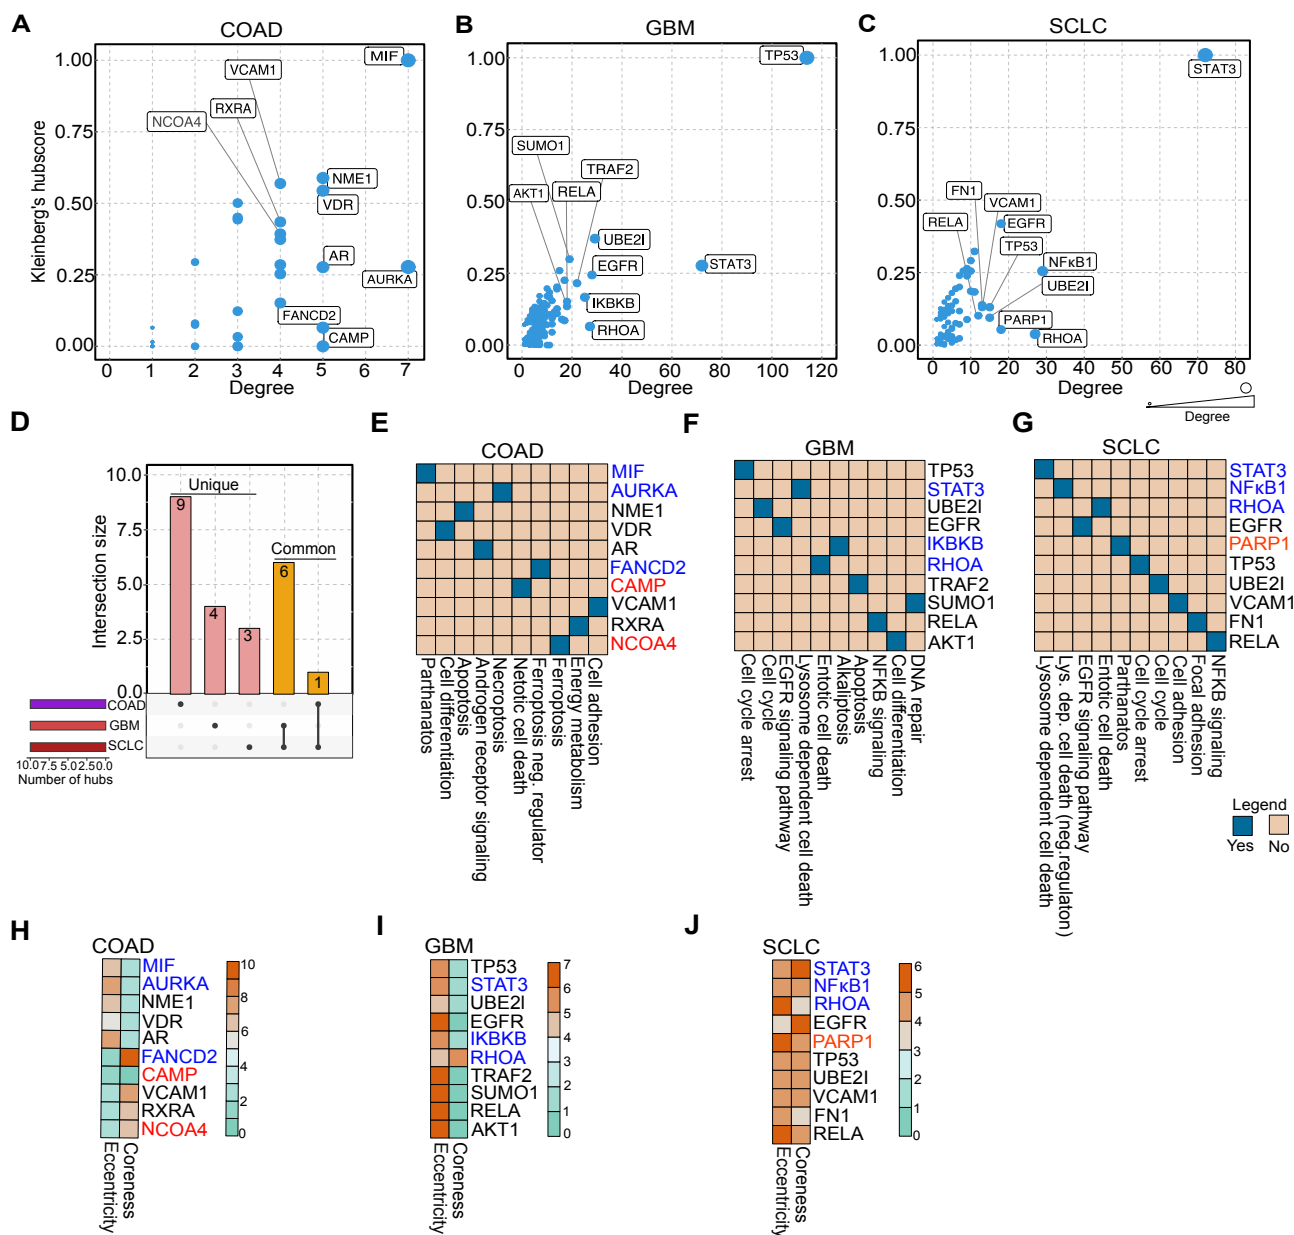 A
COAD
Kleinberg's hubscore
1.00
0.75
0.50
0.25
0.00
0
1
2
3
4
5
6
7
Degree
MIF
VCAM1
RXRA
NCOA4
NME1
VDR
AR
AURKA
FANCD2
CAMP
B
GBM
1.00
0.75
0.50
0.25
0.00
0
20
40
60
80
100
120
Degree
TP53
SUMO1
TRAF2
AKT1
RELA
UBE2I
STAT3
EGFR
IKBKB
RHOA
C
SCLC
1.00
0.75
0.50
0.25
0.00
0
10
20
30
40
50
60
70
80
Degree
STAT3
FN1
VCAM1
RELA
EGFR
TP53
NFκB1
UBE2I
PARP1
RHOA
Degree
D
Intersection size
10.0
7.5
5.0
2.5
0.0
Unique
Common
9
4
3
6
1
COAD
GBM
SCLC
10.07.55.02.50.0
Number of hubs
E
COAD
MIF
AURKA
NME1
VDR
AR
FANCD2
CAMP
VCAM1
RXRA
NCOA4
Parthanatos
Cell differentiation
Apoptosis
Androgen receptor signaling
Necroptosis
Netotic cell death
Ferroptosis neg. regulator
Ferroptosis
Energy metabolism
Cell adhesion
F
GBM
TP53
STAT3
UBE2I
EGFR
IKBKB
RHOA
TRAF2
SUMO1
RELA
AKT1
Cell cycle arrest
Cell cycle
EGFR signaling pathway
Lysosome dependent cell death
Entotic cell death
Alkaliptosis
Apoptosis
NFKB signaling
Cell differentiation
DNA repair
G
SCLC
STAT3
NFκB1
RHOA
EGFR
PARP1
TP53
UBE2I
VCAM1
FN1
RELA
Lysosome dependent cell death
Lys. dep. cell death (neg.regulaton)
EGFR signaling pathway
Entotic cell death
Parthanatos
Cell cycle arrest
Cell cycle
Cell adhesion
Focal adhesion
NFKB signaling
Legend
Yes
No
H
COAD
MIF
AURKA
NME1
VDR
AR
FANCD2
CAMP
VCAM1
RXRA
NCOA4
Eccentricity
Coreness
10
8
6
4
2
0
I
GBM
TP53
STAT3
UBE2I
EGFR
IKBKB
RHOA
TRAF2
SUMO1
RELA
AKT1
Eccentricity
Coreness
7
6
5
4
3
2
1
0
J
SCLC
STAT3
NFκB1
RHOA
EGFR
PARP1
TP53
UBE2I
VCAM1
FN1
RELA
Eccentricity
Coreness
6
5
4
3
2
1
0